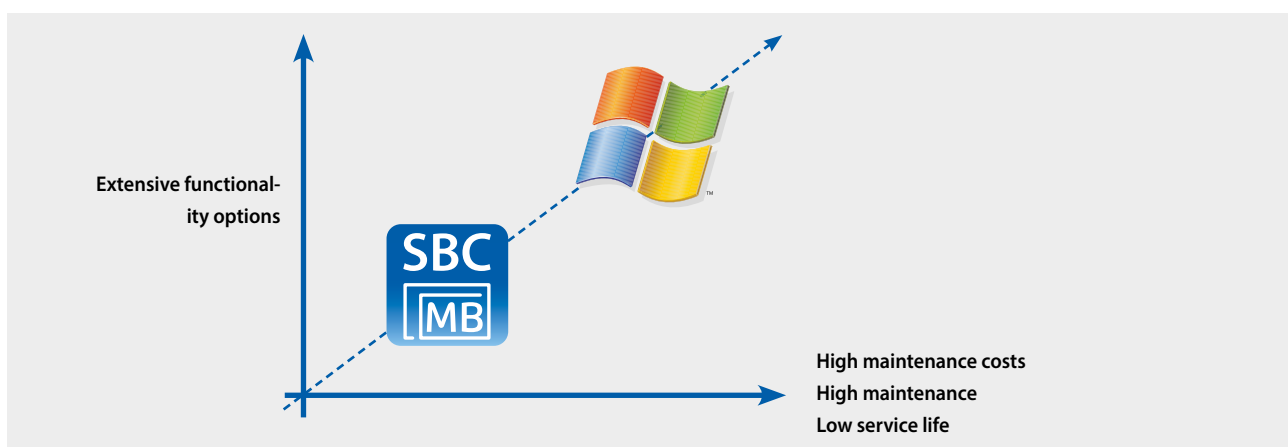 Extensive functional-
ity options
SBC
MB
TM
High maintenance costs
High maintenance
Low service life